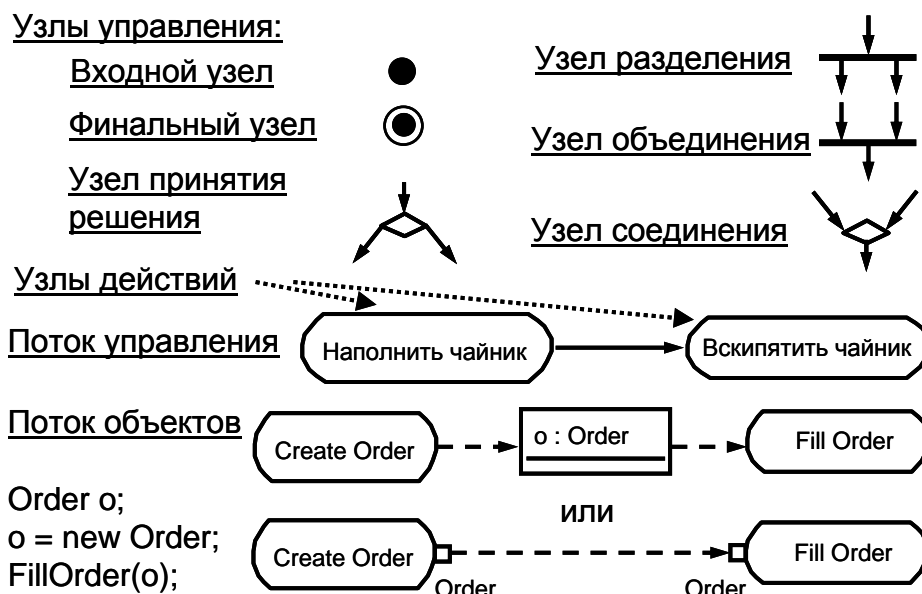 Узлы управления:
Входной узел
Финальный узел
Узел принятия
решения
Узел разделения
Узел объединения
Узел соединения
Узлы действий
Поток управления
Наполнить чайник
Вскипятить чайник
Поток объектов
Create Order
o : Order
Fill Order
или
Order o;
o = new Order;
FillOrder(o);
Create Order
Order
Order
Fill Order